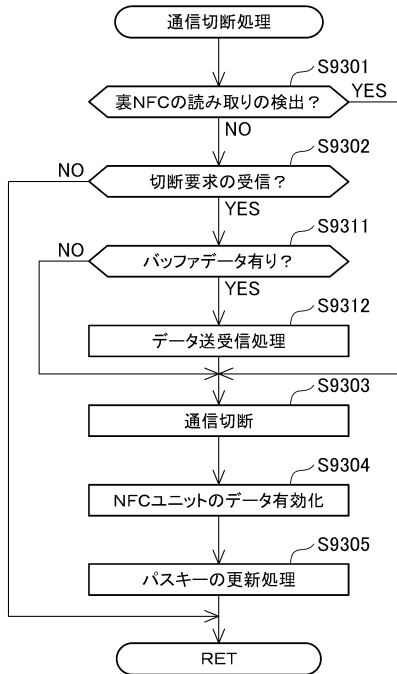 通信切断処理
S9301
裏NFCの読み取りの検出？
YES
NO
S9302
NO
切断要求の受信？
YES
S9311
NO
バッファデータ有り？
YES
S9312
データ送受信処理
S9303
通信切断
S9304
NFCユニットのデータ有効化
S9305
パスキーの更新処理
RET